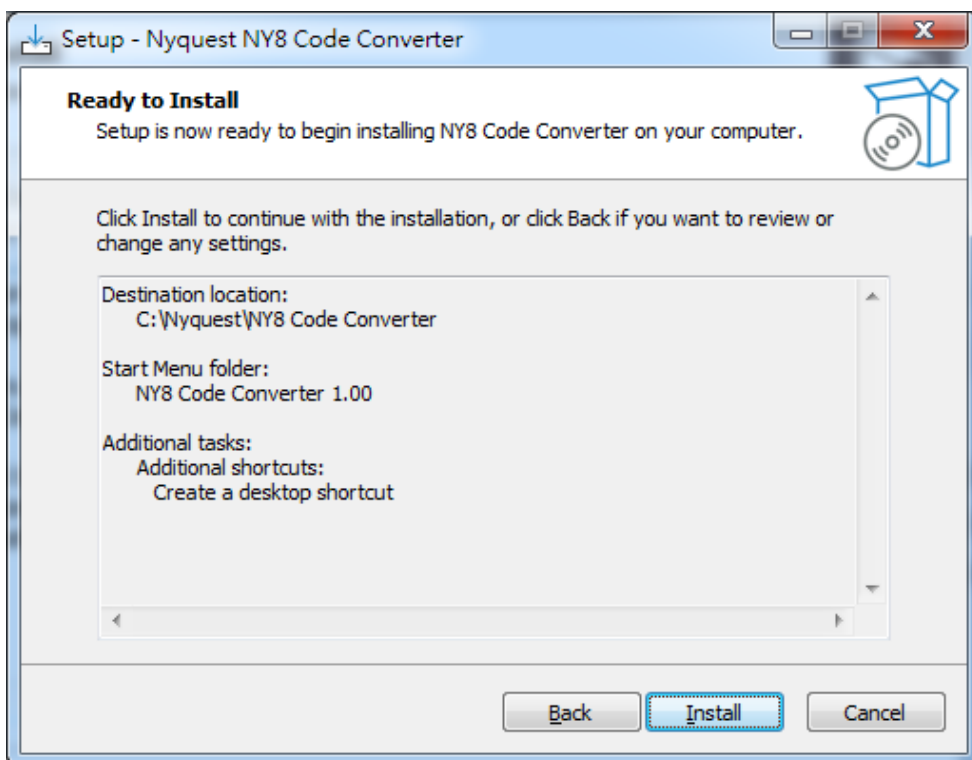 Setup - Nyquest NY8 Code Converter
Ready to Install
Setup is now ready to begin installing NY8 Code Converter on your computer.
Click Install to continue with the installation, or click Back if you want to review or
change any settings.
Destination location:
C:\Nyquest\NY8 Code Converter
Start Menu folder:
NY8 Code Converter 1.00
Additional tasks:
Additional shortcuts:
Create a desktop shortcut
Back
Install
Cancel